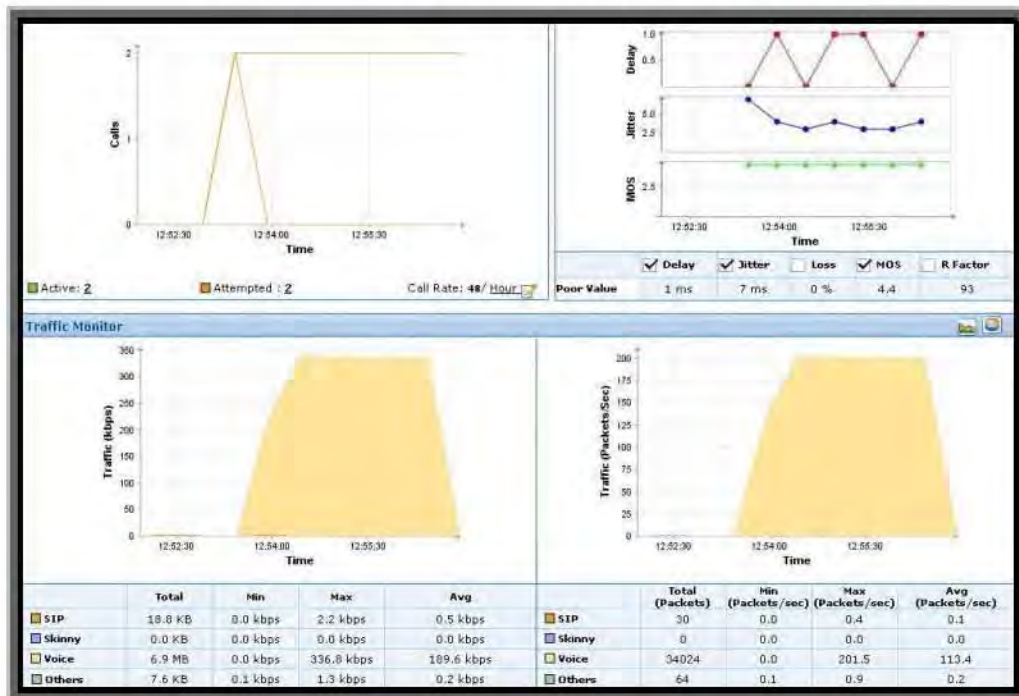 2
1
0
Calls
12:52:30
12:54:00
12:55:30
Time
Active: 2
Attempted : 2
Call Rate: 48/ Hour
1.0
0.5
Delay
5.0
2.5
Jitter
2.5
MOS
12:52:30
12:54:00
12:55:30
Time
Delay
Jitter
Loss
MOS
R Factor
Poor Value 1 ms 7 ms 0 % 4.4 93
Traffic Monitor
350
300
250
200
150
100
50
0
Traffic (kbps)
12:52:30
12:54:00
12:55:30
Time
200
175
150
125
100
75
50
25
0
Traffic (Packets/Sec)
12:52:30
12:54:00
12:55:30
Time
Total Min Max Avg
SIP 18.8 KB 0.0 kbps 2.2 kbps 0.5 kbps
Skinny 0.0 KB 0.0 kbps 0.0 kbps 0.0 kbps
Voice 6.9 MB 0.0 kbps 336.8 kbps 189.6 kbps
Others 7.6 KB 0.1 kbps 1.3 kbps 0.2 kbps
Total Min Max Avg
(Packets) (Packets/sec) (Packets/sec) (Packets/sec)
SIP 30 0.0 0.4 0.1
Skinny 0 0.0 0.0 0.0
Voice 34024 0.0 201.5 113.4
Others 64 0.1 0.9 0.2